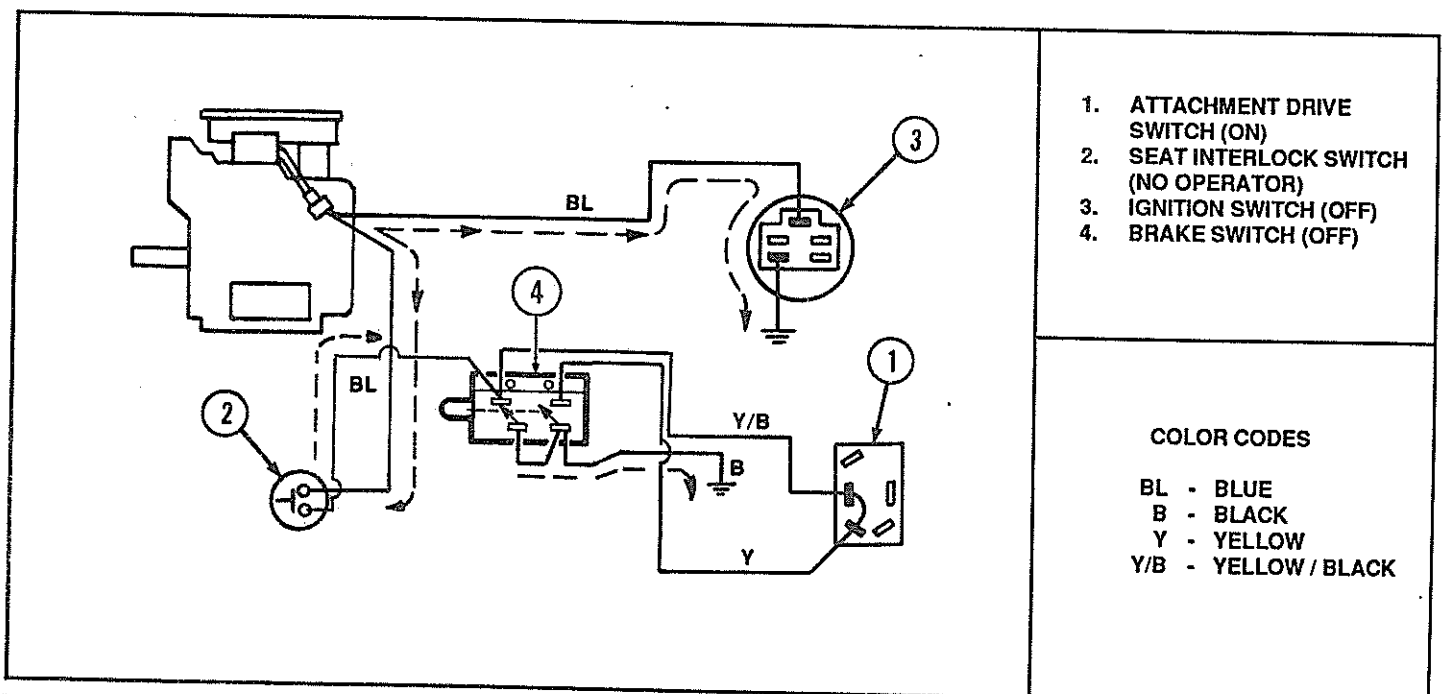 BL
3
4
BL
2
1
Y/B
B
Y
1. ATTACHMENT DRIVE
SWITCH (ON)
2. SEAT INTERLOCK SWITCH
(NO OPERATOR)
3. IGNITION SWITCH (OFF)
4. BRAKE SWITCH (OFF)
COLOR CODES
BL - BLUE
B - BLACK
Y - YELLOW
Y/B - YELLOW / BLACK